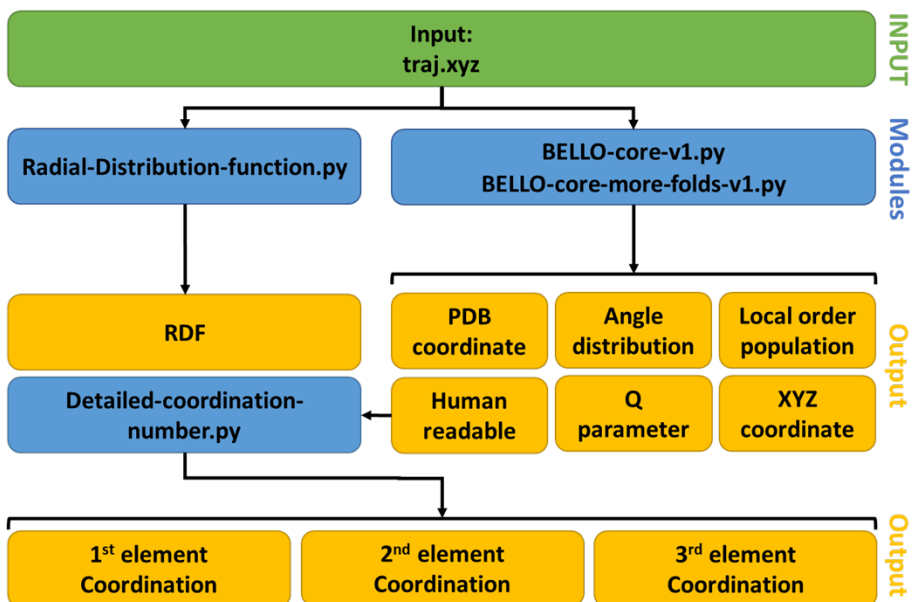 Input:
traj.xyz
INPUT
Radial-Distribution-function.py
BELLO-core-v1.py
BELLO-core-more-folds-v1.py
Modules
RDF
PDB
coordinate
Angle
distribution
Local order
population
Output
Detailed-coordination-
number.py
Human
readable
Q
parameter
XYZ
coordinate
1st element
Coordination
2nd element
Coordination
3rd element
Coordination
Output